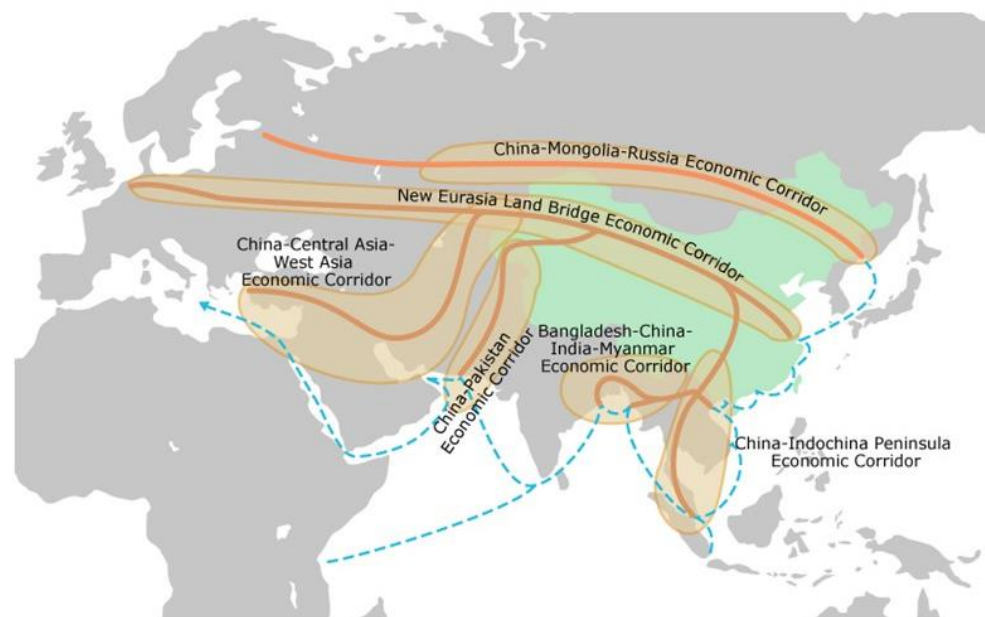 China-Mongolia-Russia Economic Corridor
New Eurasia Land Bridge Economic Corridor
China-Central Asia-
West Asia
Economic Corridor
China-Pakistan
Economic Corridor
Bangladesh-China-
India-Myanmar
Economic Corridor
China-Indochina Peninsula
Economic Corridor